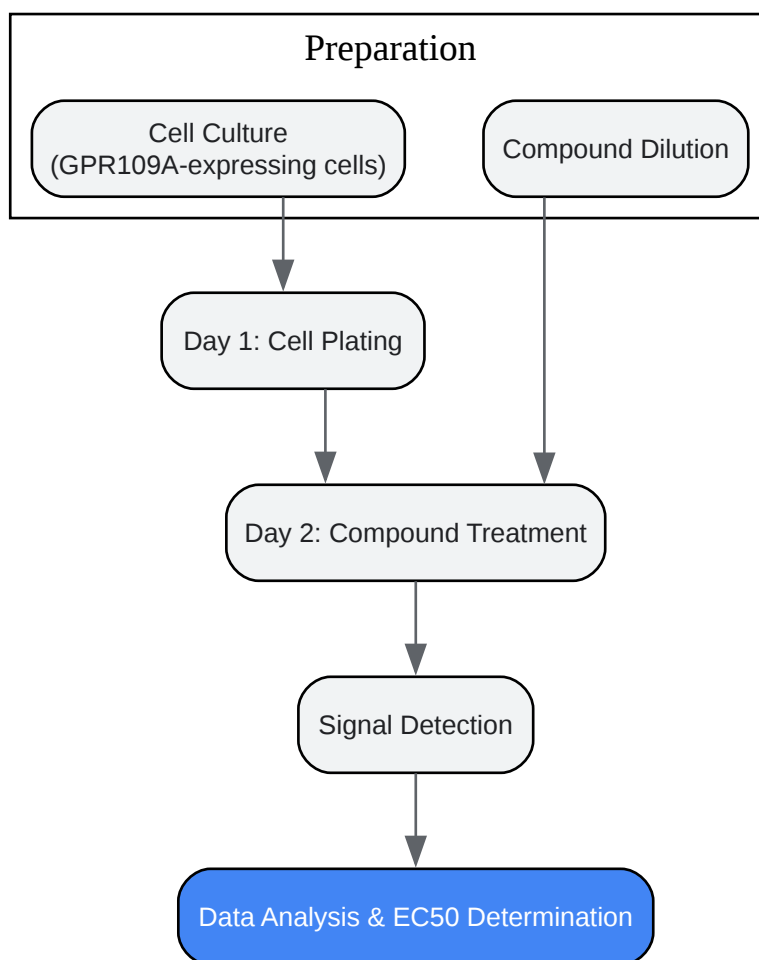 Preparation
Cell Culture
(GPR109A-expressing cells)
Compound Dilution
Day 1: Cell Plating
Day 2: Compound Treatment
Signal Detection
Data Analysis & EC50 Determination